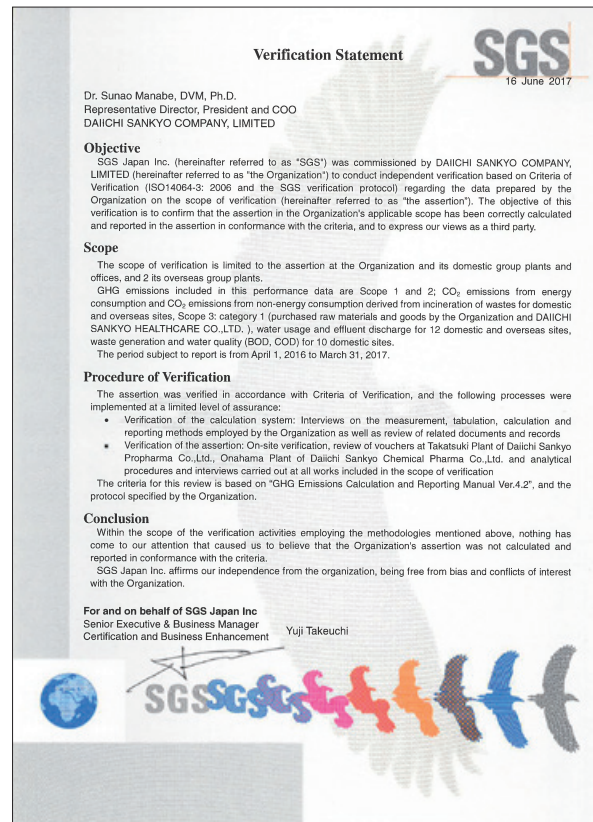 Verification Statement
SGS
16 June 2017
Dr. Sunao Manabe, DVM, Ph.D.
Representative Director, President and COO
DAIICHI SANKYO COMPANY, LIMITED
Objective
SGS Japan Inc. (hereinafter referred to as "SGS") was commissioned by DAIICHI SANKYO COMPANY,
LIMITED (hereinafter referred to as "the Organization") to conduct independent verification based on Criteria of
Verification (ISO14064-3: 2006 and the SGS verification protocol) regarding the data prepared by the
Organization on the scope of verification (hereinafter referred to as "the assertion"). The objective of this
verification is to confirm that the assertion in the Organization's applicable scope has been correctly calculated
and reported in the assertion in conformance with the criteria, and to express our views as a third party.
Scope
The scope of verification is limited to the assertion at the Organization and its domestic group plants and
offices, and 2 its overseas group plants.
GHG emissions included in this performance data are Scope 1 and 2; CO₂ emissions from energy
consumption and CO₂ emissions from non-energy consumption derived from incineration of wastes for domestic
and overseas sites, Scope 3: category 1 (purchased raw materials and goods by the Organization and DAIICHI
SANKYO HEALTHCARE CO.,LTD. ), water usage and effluent discharge for 12 domestic and overseas sites,
waste generation and water quality (BOD, COD) for 10 domestic sites.
The period subject to report is from April 1, 2016 to March 31, 2017.
Procedure of Verification
The assertion was verified in accordance with Criteria of Verification, and the following processes were
implemented at a limited level of assurance:
• Verification of the calculation system: Interviews on the measurement, tabulation, calculation and
reporting methods employed by the Organization as well as review of related documents and records
• Verification of the assertion: On-site verification, review of vouchers at Takatsuki Plant of Daiichi Sankyo
Propharma Co.,Ltd., Onahama Plant of Daiichi Sankyo Chemical Pharma Co.,Ltd. and analytical
procedures and interviews carried out at all works included in the scope of verification
The criteria for this review is based on "GHG Emissions Calculation and Reporting Manual Ver.4.2", and the
protocol specified by the Organization.
Conclusion
Within the scope of the verification activities employing the methodologies mentioned above, nothing has
come to our attention that caused us to believe that the Organization's assertion was not calculated and
reported in conformance with the criteria.
SGS Japan Inc. affirms our independence from the organization, being free from bias and conflicts of interest
with the Organization.
For and on behalf of SGS Japan Inc
Senior Executive & Business Manager
Certification and Business Enhancement
Yuji Takeuchi
SGS SGS SGS